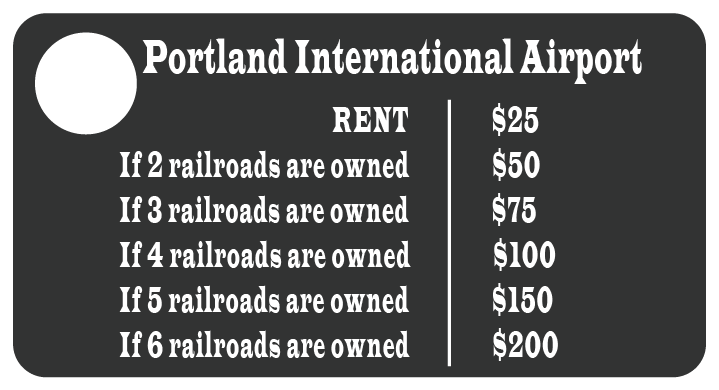 Portland International Airport
RENT $25
If 2 railroads are owned $50
If 3 railroads are owned $75
If 4 railroads are owned $100
If 5 railroads are owned $150
If 6 railroads are owned $200